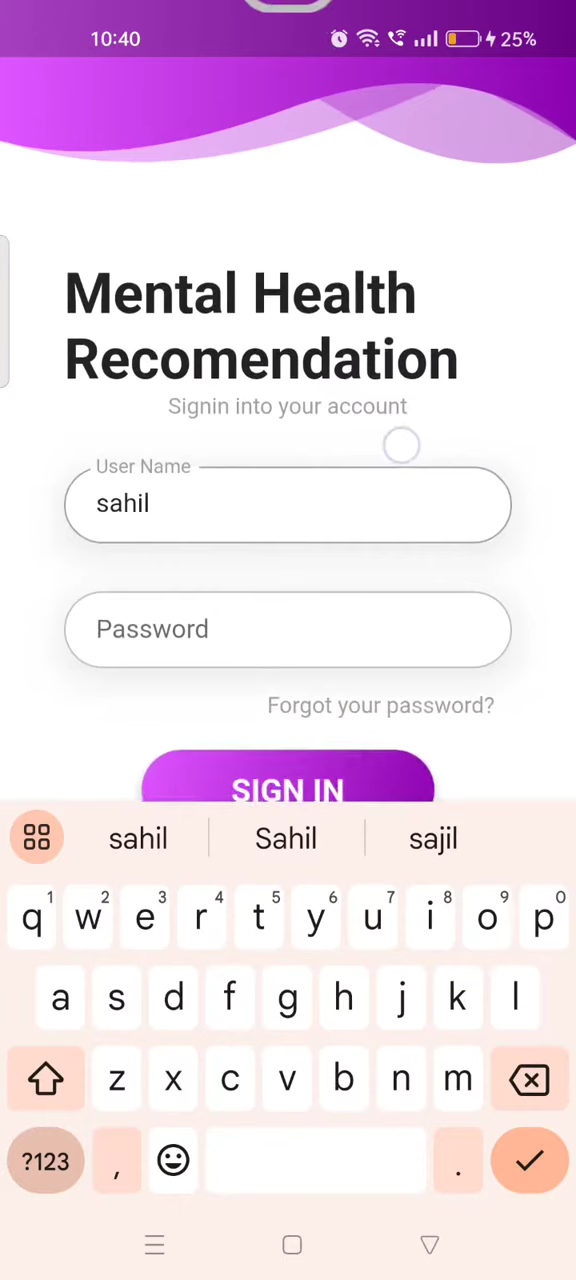 10:40 25%
Mental Health
Recomendation
Signin into your account
User Name
sahil
Password
Forgot your password?
SIGN IN
sahil Sahil sajil
q1 w2 e3 r4 t5 y6 u7 i8 o9 p0
a s d f g h j k l
z x c v b n m
?123 , .